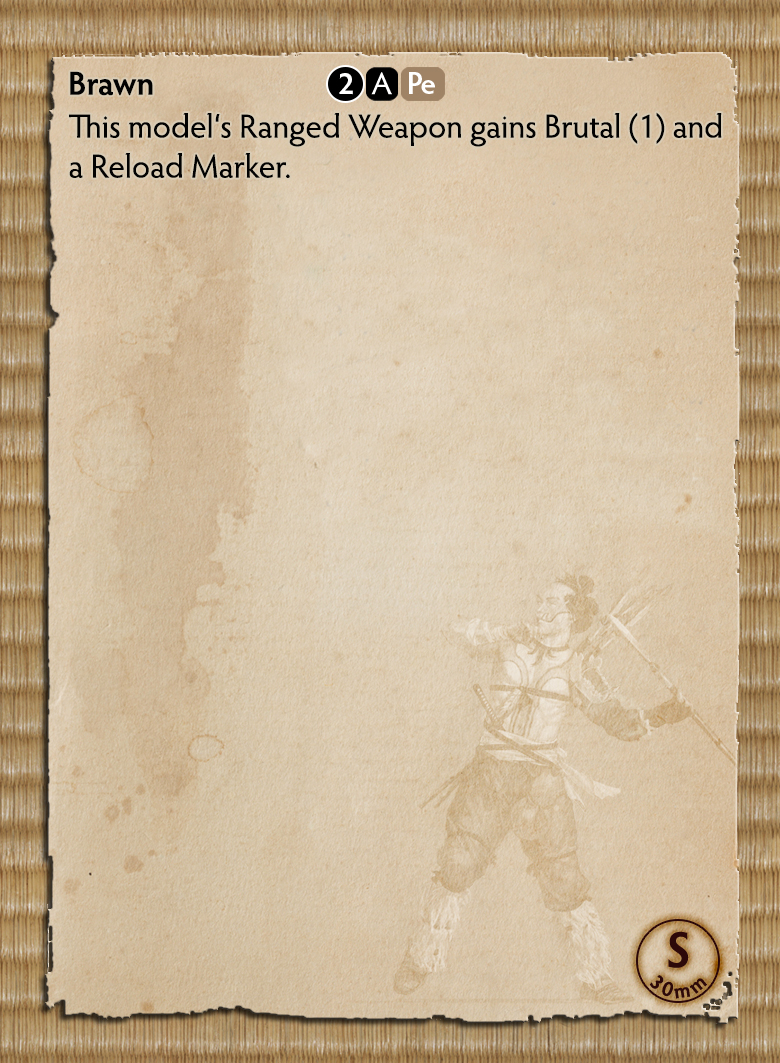 Brawn 2 A Pe
This model‘s Ranged Weapon gains Brutal (1) and
a Reload Marker.
S
30mm